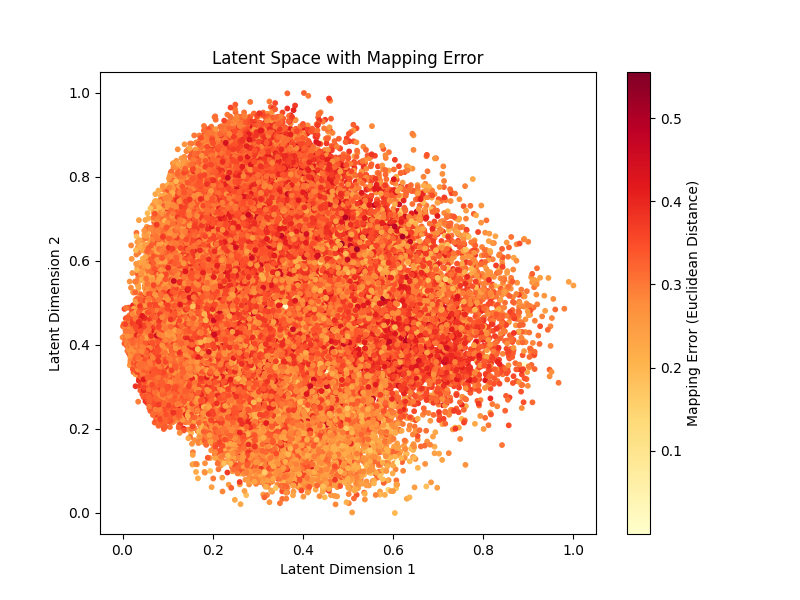 Latent Space with Mapping Error
1.0
0.8
0.6
0.4
0.2
0.0
Latent Dimension 2
0.0 0.2 0.4 0.6 0.8 1.0
Latent Dimension 1
0.5
0.4
0.3
0.2
0.1
Mapping Error (Euclidean Distance)